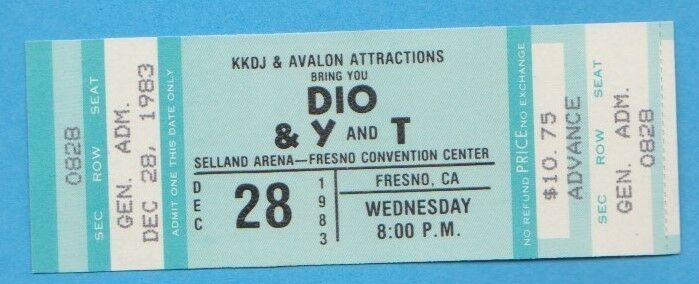 0828
SEC ROW SEAT
GEN. ADM.
DEC 28, 1983
ADMIT ONE THIS DATE ONLY
KKDJ & AVALON ATTRACTIONS
BRING YOU
DIO
& Y AND T
SELLAND ARENA—FRESNO CONVENTION CENTER
DEC
28
1983
FRESNO, CA
WEDNESDAY
8:00 P.M.
NO REFUND PRICE NO EXCHANGE
$10.75
ADVANCE
SEC ROW SEAT
GEN. ADM.
0828